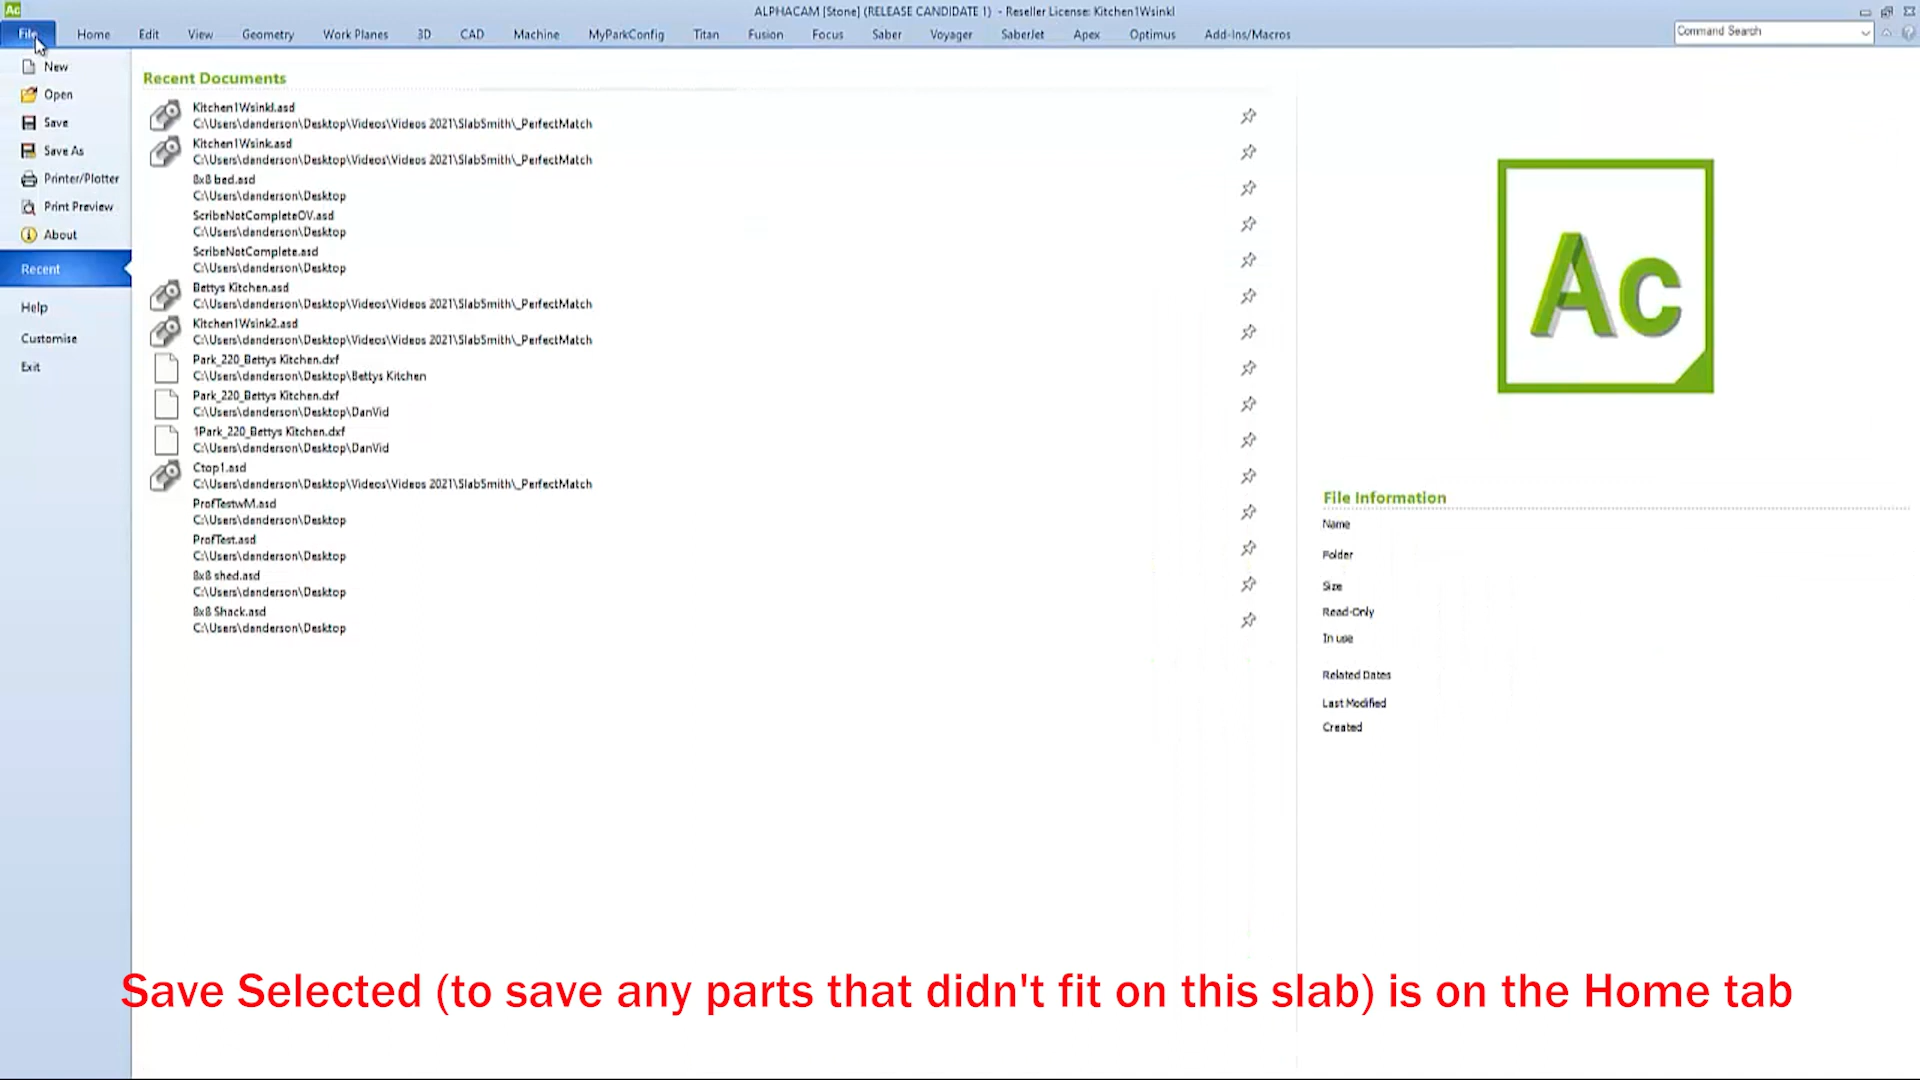 Ac
ALPHACAM [Stone] (RELEASE CANDIDATE 1) - Reseller License: Kitchen1Wsinkl
File Home Edit View Geometry Work Planes 3D CAD Machine MyParkConfig Titan Fusion Focus Saber Voyager SaberJet Apex Optimus Add-Ins/Macros Command Search
New
Open
Save
Save As
Printer/Plotter
Print Preview
About
Recent
Help
Customise
Exit
Recent Documents
Kitchen1Wsinkl.asd
C:\Users\danderson\Desktop\Videos\Videos 2021\SlabSmith\_PerfectMatch
Kitchen1Wsink.asd
C:\Users\danderson\Desktop\Videos\Videos 2021\SlabSmith\_PerfectMatch
8x8 bed.asd
C:\Users\danderson\Desktop
ScribeNotCompleteOV.asd
C:\Users\danderson\Desktop
ScribeNotComplete.asd
C:\Users\danderson\Desktop
Bettys Kitchen.asd
C:\Users\danderson\Desktop\Videos\Videos 2021\SlabSmith\_PerfectMatch
Kitchen1Wsink2.asd
C:\Users\danderson\Desktop\Videos\Videos 2021\SlabSmith\_PerfectMatch
Park_220_Bettys Kitchen.dxf
C:\Users\danderson\Desktop\Bettys Kitchen
Park_220_Bettys Kitchen.dxf
C:\Users\danderson\Desktop\DanVid
1Park_220_Bettys Kitchen.dxf
C:\Users\danderson\Desktop\DanVid
Ctop1.asd
C:\Users\danderson\Desktop\Videos\Videos 2021\SlabSmith\_PerfectMatch
ProfTestwM.asd
C:\Users\danderson\Desktop
ProfTest.asd
C:\Users\danderson\Desktop
8x8 shed.asd
C:\Users\danderson\Desktop
8x8 Shack.asd
C:\Users\danderson\Desktop
Ac
File Information
Name
Folder
Size
Read-Only
In use
Related Dates
Last Modified
Created
Save Selected (to save any parts that didn't fit on this slab) is on the Home tab